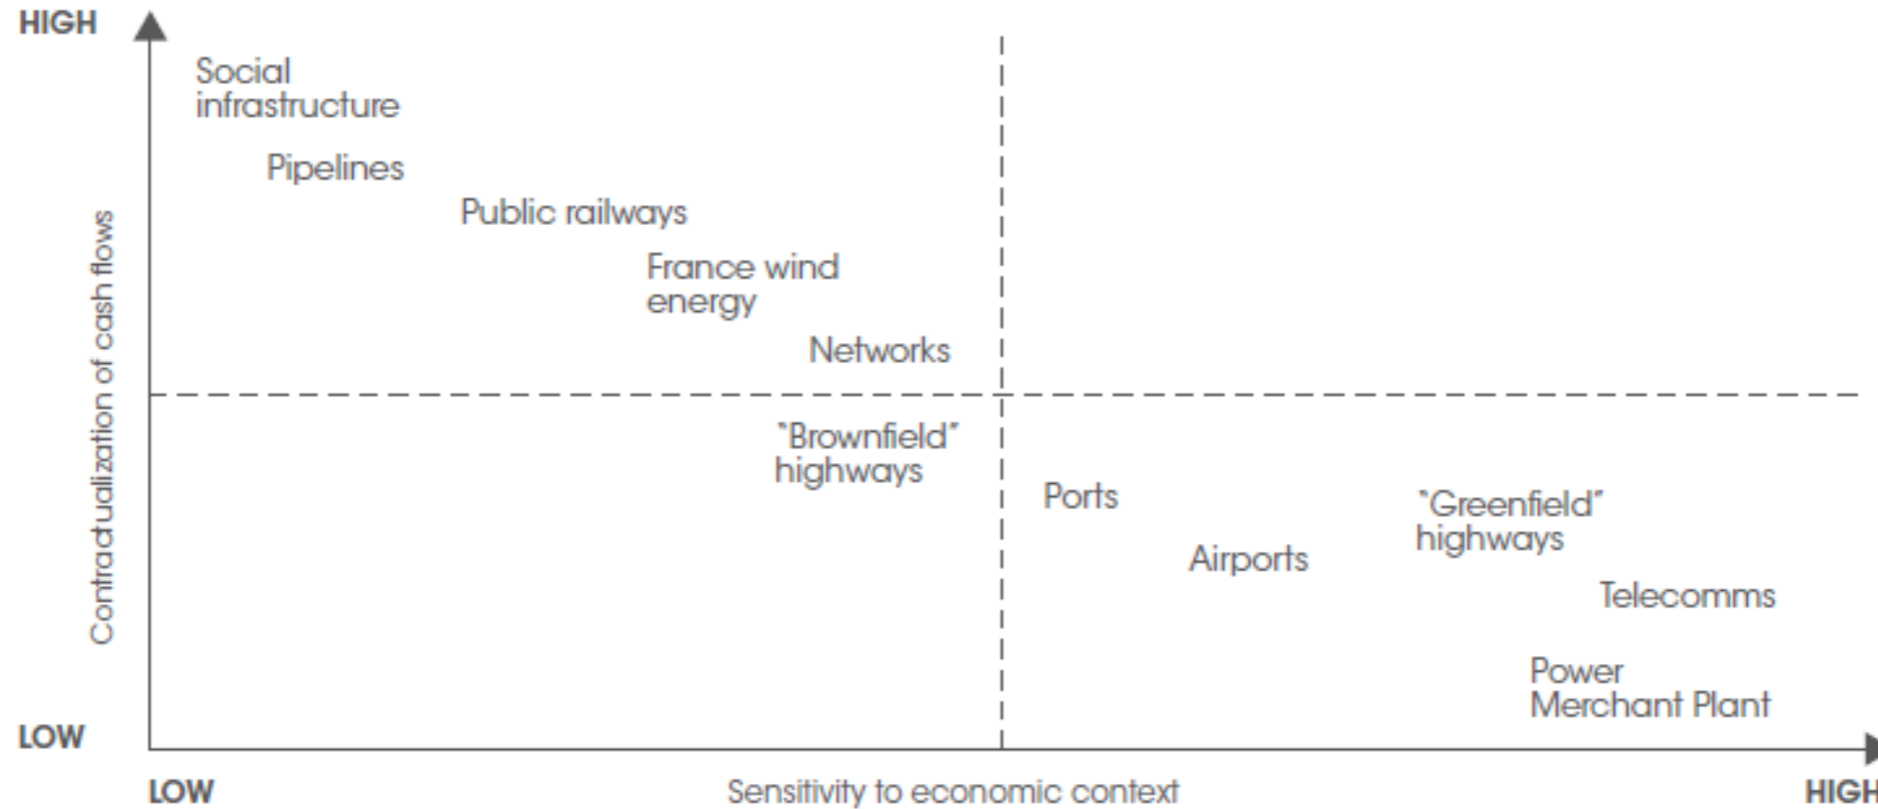 HIGH
Social
infrastructure
Pipelines
Public railways
France wind
energy
Networks
Contractualization of cash flows
“Brownfield”
highways
Ports
“Greenfield”
highways
Airports
Telecomms
Power
Merchant Plant
LOW
LOW
Sensitivity to economic context
HIGH